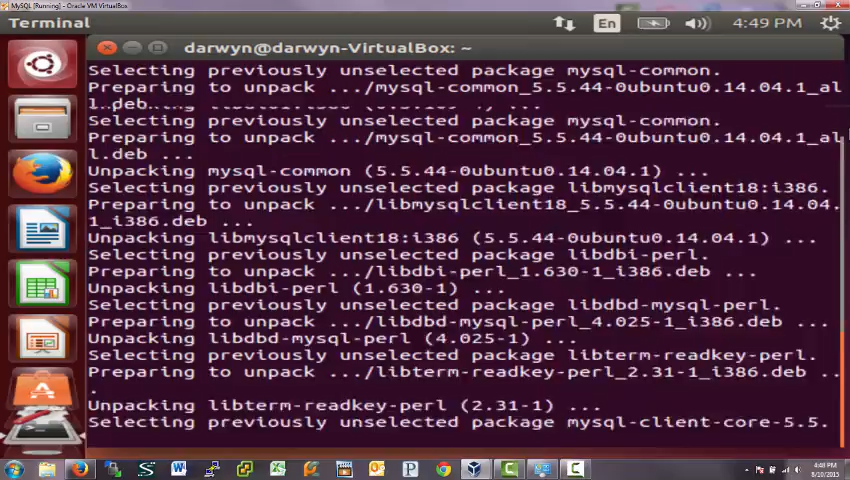 MySQL [Running] - Oracle VM VirtualBox
Terminal
En
4:49 PM
darwyn@darwyn-VirtualBox: ~
Selecting previously unselected package mysql-common.
Preparing to unpack .../mysql-common_5.5.44-0ubuntu0.14.04.1_al
l.deb
Selecting previously unselected package mysql-common.
Preparing to unpack .../mysql-common_5.5.44-0ubuntu0.14.04.1_al
l.deb ...
Unpacking mysql-common (5.5.44-0ubuntu0.14.04.1) ...
Selecting previously unselected package libmysqlclient18:i386.
Preparing to unpack .../libmysqlclient18_5.5.44-0ubuntu0.14.04.
1_i386.deb ...
Unpacking libmysqlclient18:i386 (5.5.44-0ubuntu0.14.04.1) ...
Selecting previously unselected package libdbi-perl.
Preparing to unpack .../libdbi-perl_1.630-1_i386.deb ...
Unpacking libdbi-perl (1.630-1) ...
Selecting previously unselected package libdbd-mysql-perl.
Preparing to unpack .../libdbd-mysql-perl_4.025-1_i386.deb ...
Unpacking libdbd-mysql-perl (4.025-1) ...
Selecting previously unselected package libterm-readkey-perl.
Preparing to unpack .../libterm-readkey-perl_2.31-1_i386.deb ..
.
Unpacking libterm-readkey-perl (2.31-1) ...
Selecting previously unselected package mysql-client-core-5.5.
4:48 PM
8/19/2015